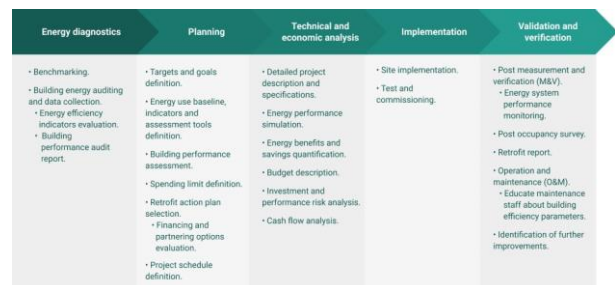 Energy diagnostics
• Benchmarking.
• Building energy auditing
and data collection.
• Energy efficiency
indicators evaluation.
• Building
performance audit
report.
Planning
• Targets and goals
definition.
• Energy use baseline,
indicators and
assessment tools
definition.
• Building performance
assessment.
• Spending limit definition.
• Retrofit action plan
selection.
• Financing and
partnering options
evaluation.
• Project schedule
definition.
Technical and
economic analysis
• Detailed project
description and
specifications.
• Energy performance
simulation.
• Energy benefits and
savings quantification.
• Budget description.
• Investment and
performance risk analysis.
• Cash flow analysis.
Implementation
• Site implementation.
• Test and
commissioning.
Validation and
verification
• Post measurement and
verification (M&V).
• Energy system
performance
monitoring.
• Post occupancy survey.
• Retrofit report.
• Operation and
maintenance (O&M).
• Educate maintenance
staff about building
efficiency parameters.
• Identification of further
improvements.